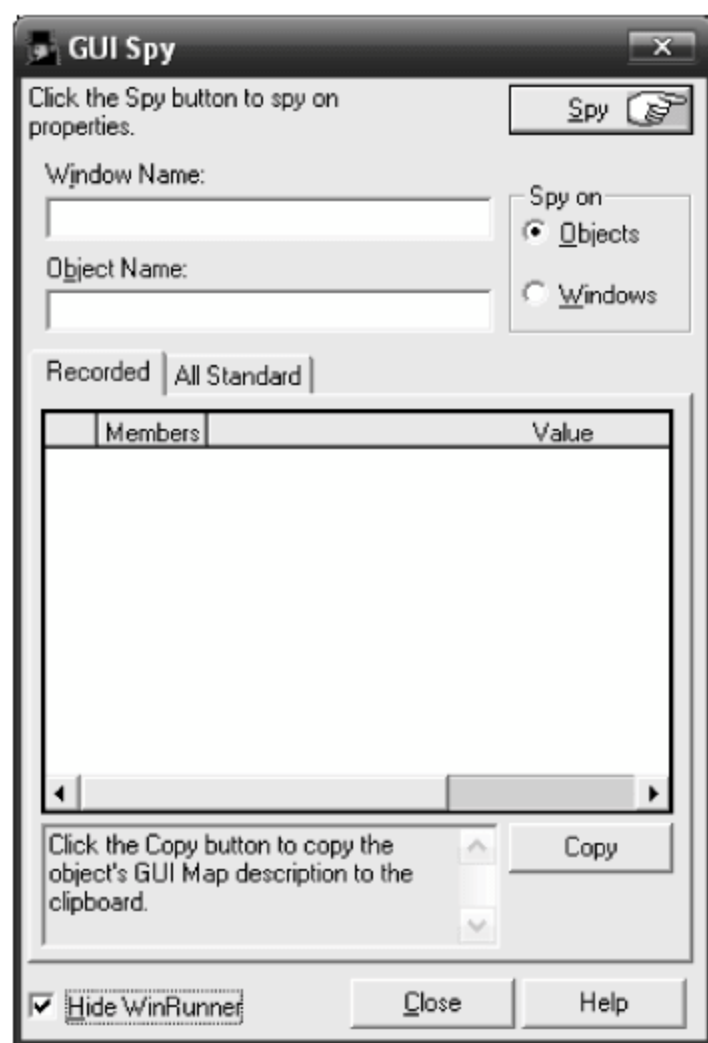 GUI Spy
Click the Spy button to spy on
properties.
Spy
Window Name:
Spy on
Objects
Object Name:
Windows
Recorded
All Standard
Members
Value
Click the Copy button to copy the
object's GUI Map description to the
clipboard.
Copy
Hide WinRunner
Close
Help